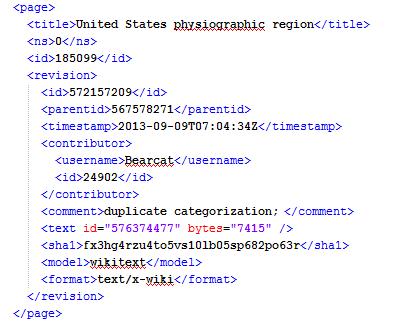 <page>
<title>United States physiographic region</title>
<ns>0</ns>
<id>185099</id>
<revision>
<id>572157209</id>
<parentid>567578271</parentid>
<timestamp>2013-09-09T07:04:34Z</timestamp>
<contributor>
<username>Bearcat</username>
<id>24902</id>
</contributor>
<comment>duplicate categorization; </comment>
<text id="576374477" bytes="7415" />
<sha1>fx3hg4rzu4to5vs10lb05sp682po63r</sha1>
<model>wikitext</model>
<format>text/x-wiki</format>
</revision>
</page>